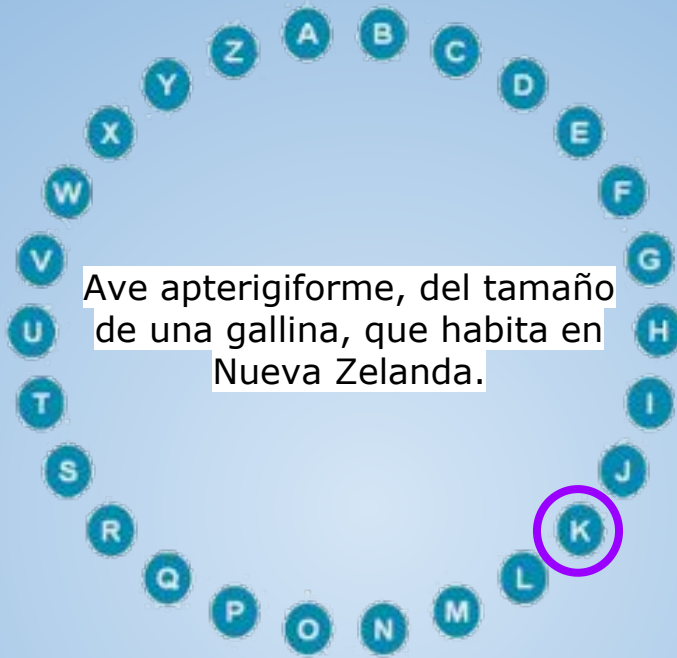 A
B
C
D
E
F
G
H
I
J
K
L
M
N
O
P
Q
R
S
T
U
V
W
X
Y
Z
Ave apterigiforme, del tamaño
de una gallina, que habita en
Nueva Zelanda.